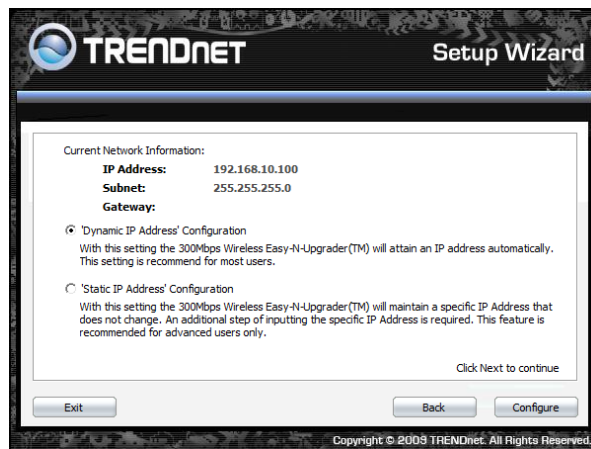 TRENDNET
Setup Wizard
Current Network Information:
IP Address: 192.168.10.100
Subnet: 255.255.255.0
Gateway:
'Dynamic IP Address' Configuration
With this setting the 300Mbps Wireless Easy-N-Upgrader(TM) will attain an IP address automatically.
This setting is recommend for most users.
'Static IP Address' Configuration
With this setting the 300Mbps Wireless Easy-N-Upgrader(TM) will maintain a specific IP Address that
does not change. An additional step of inputting the specific IP Address is required. This feature is
recommended for advanced users only.
Click Next to continue
Exit
Back
Configure
Copyright © 2009 TRENDnet. All Rights Reserved.